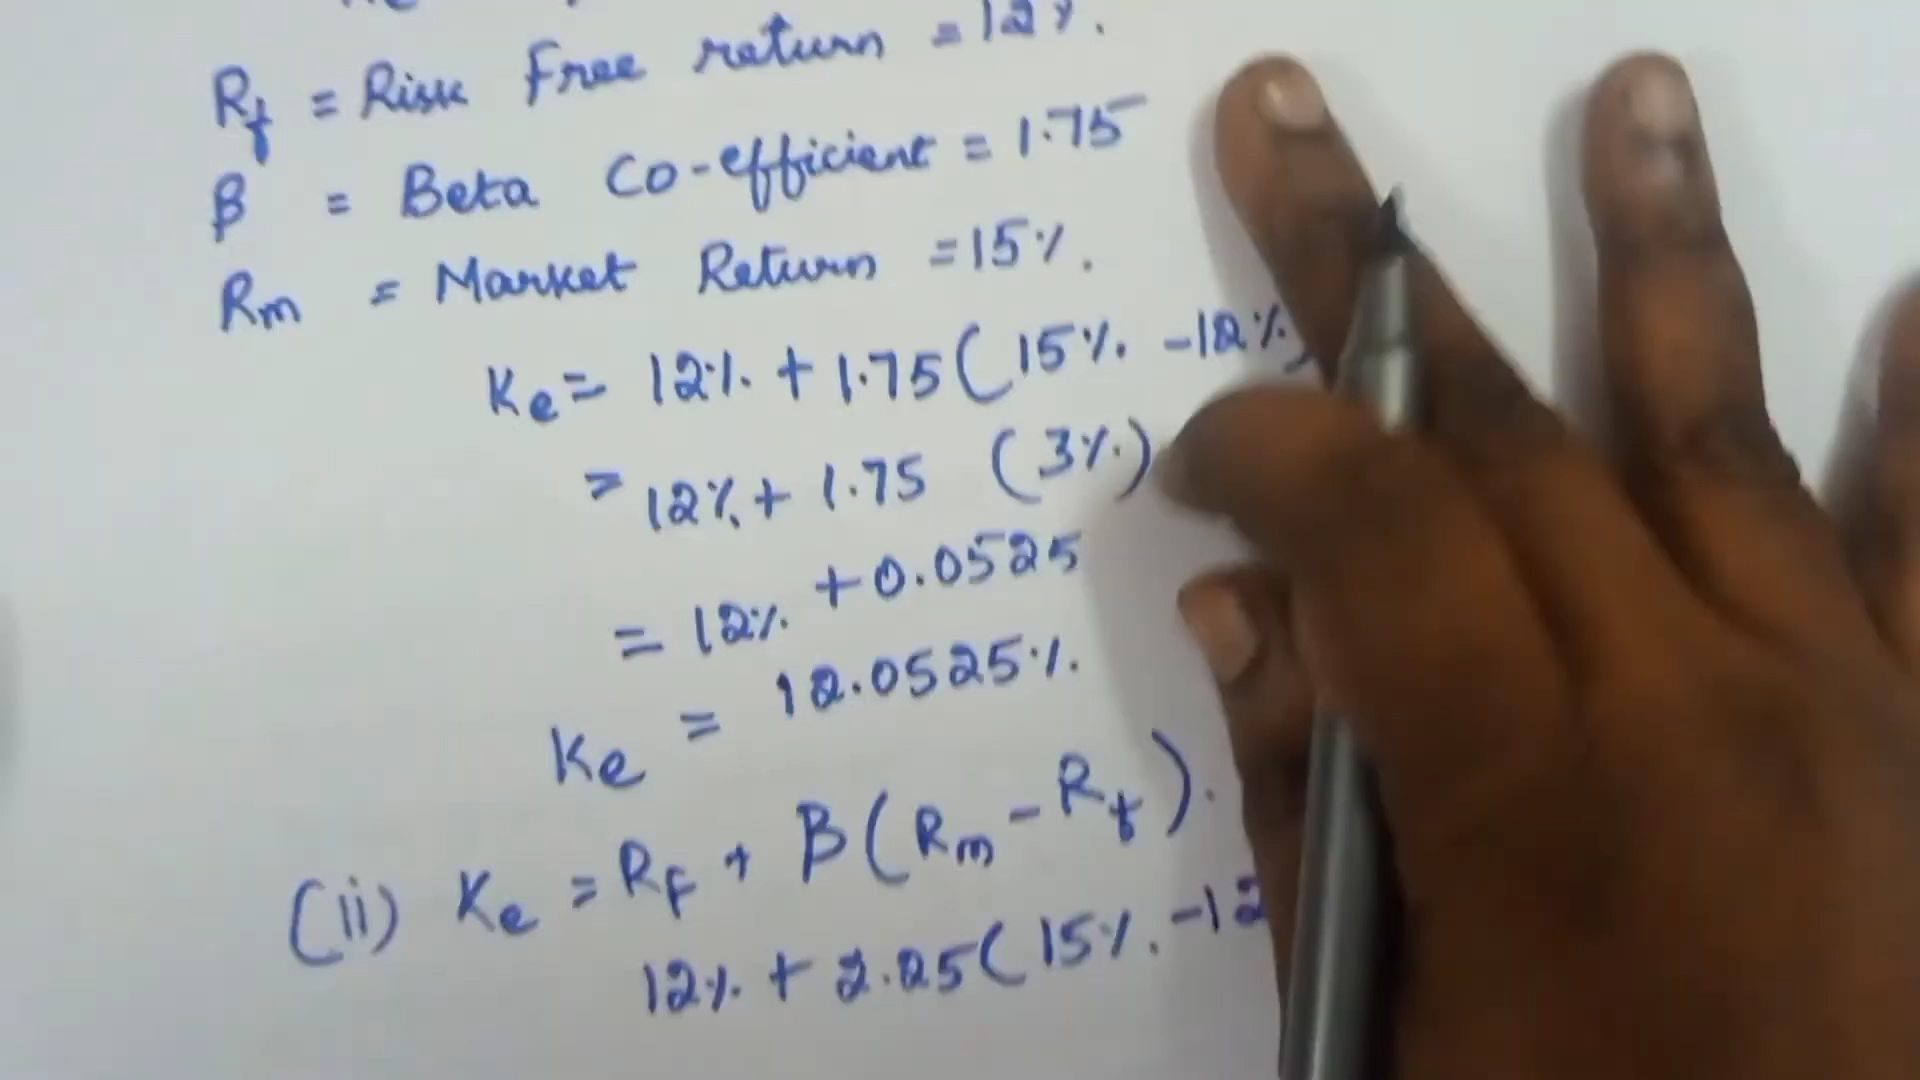 Rf = Risk Free return = 12%.
β = Beta Co-efficient = 1.75
Rm = Market Return = 15%.
Ke = 12% + 1.75 (15% - 12%)
= 12% + 1.75 (3%)
= 12% + 0.0525
Ke = 12.0525%.
(ii) Ke = RF + β (Rm - Rf).
12% + 2.25 (15% - 12